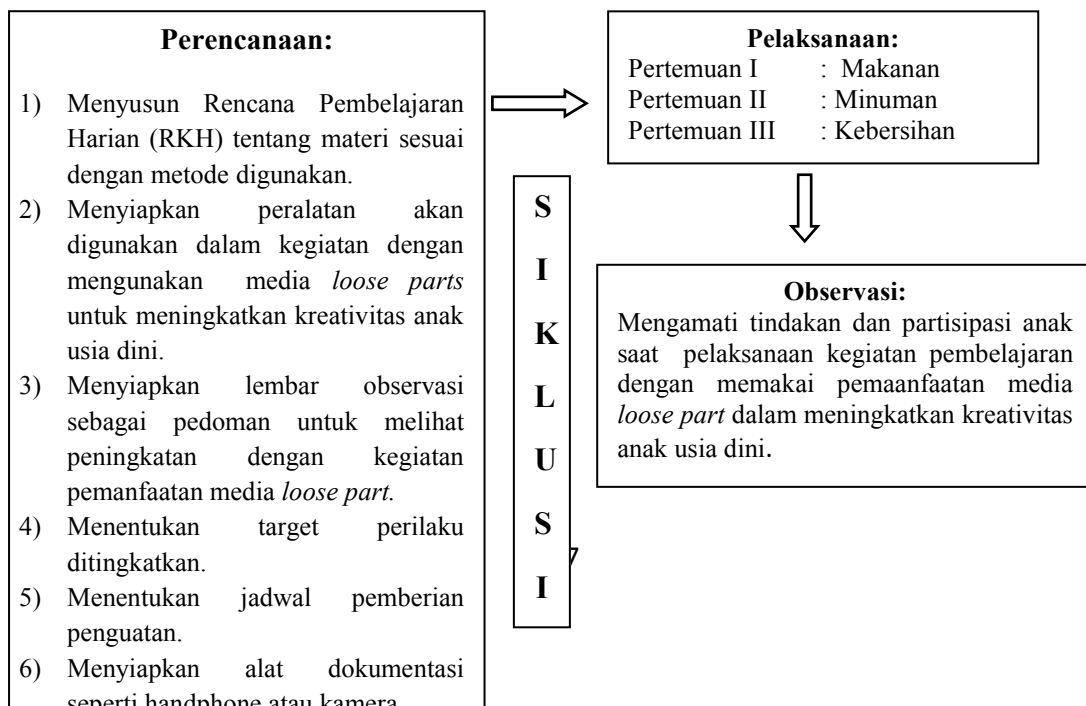 Perencanaan:
1) Menyusun Rencana Pembelajaran
Harian (RKH) tentang materi sesuai
dengan metode digunakan.
2) Menyiapkan peralatan akan
digunakan dalam kegiatan dengan
mengunakan media loose parts
untuk meningkatkan kreativitas anak
usia dini.
3) Menyiapkan lembar observasi
sebagai pedoman untuk melihat
peningkatan dengan kegiatan
pemanfaatan media loose part.
4) Menentukan target perilaku
ditingkatkan.
5) Menentukan jadwal pemberian
penguatan.
6) Menyiapkan alat dokumentasi
seperti handphone atau kamera
Pelaksanaan:
Pertemuan I : Makanan
Pertemuan II : Minuman
Pertemuan III : Kebersihan
S
I
K
L
U
S
I
Observasi:
Mengamati tindakan dan partisipasi anak
saat pelaksanaan kegiatan pembelajaran
dengan memakai pemaanfaatan media
loose part dalam meningkatkan kreativitas
anak usia dini.